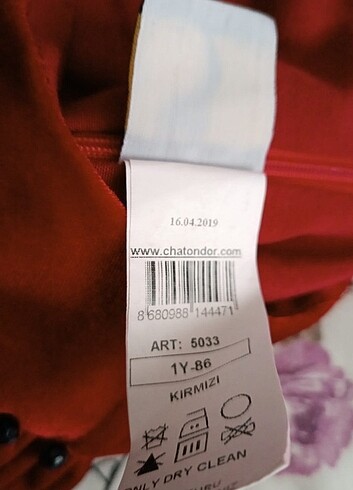 16.04.2019
www.chatondor.com
8 680988 144471
ART: 5033
1Y-86
KIRMIZI
ONLY DRY CLEAN